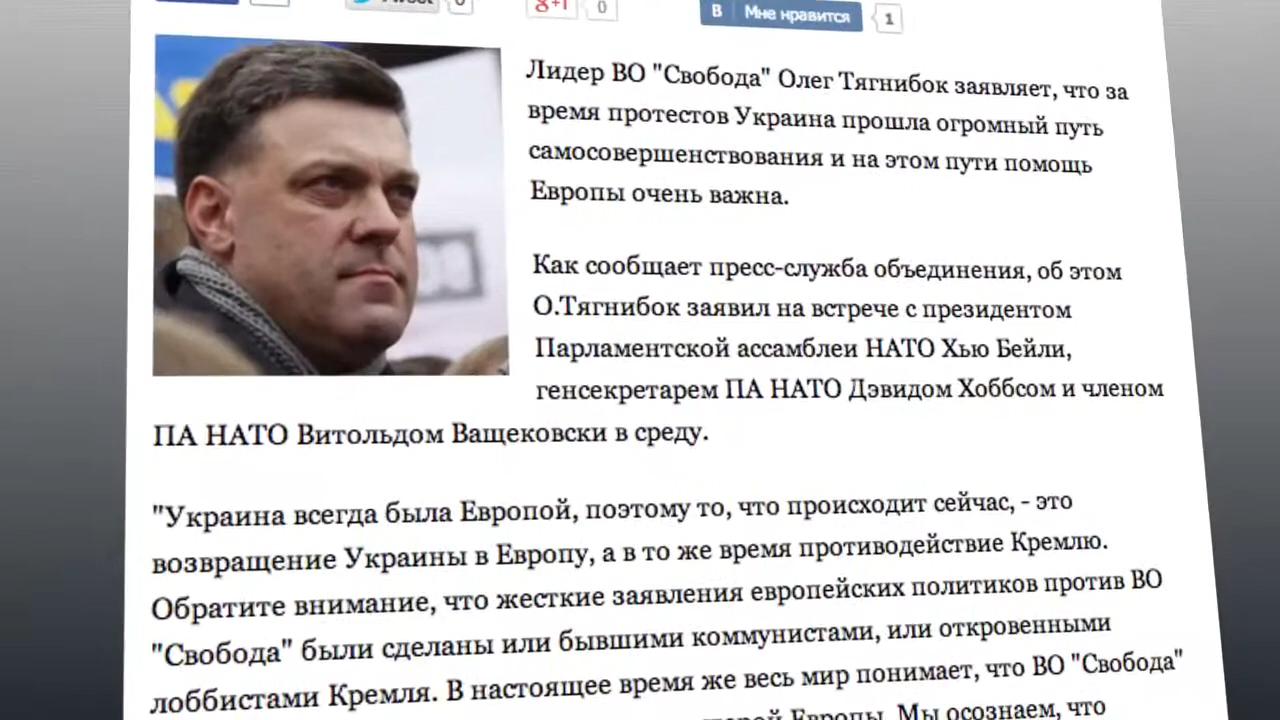 Tweet 0
g+1 0
B Мне нравится 1
Лидер ВО "Свобода" Олег Тягнибок заявляет, что за
время протестов Украина прошла огромный путь
самосовершенствования и на этом пути помощь
Европы очень важна.
Как сообщает пресс-служба объединения, об этом
О.Тягнибок заявил на встрече с президентом
Парламентской ассамблеи НАТО Хью Бейли,
генсекретарем ПА НАТО Дэвидом Хоббсом и членом
ПА НАТО Витольдом Ващековски в среду.
"Украина всегда была Европой, поэтому то, что происходит сейчас, - это
возвращение Украины в Европу, а в то же время противодействие Кремлю.
Обратите внимание, что жесткие заявления европейских политиков против ВО
"Свобода" были сделаны или бывшими коммунистами, или откровенными
лоббистами Кремля. В настоящее время же весь мир понимает, что ВО "Свобода"
Европы. Мы осознаем, что